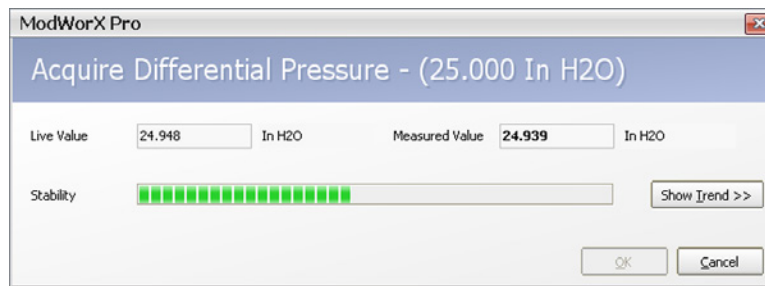 ModWorX Pro
Acquire Differential Pressure - (25.000 In H2O)
Live Value 24.948 In H2O Measured Value 24.939 In H2O
Stability Show Trend >>
OK Cancel